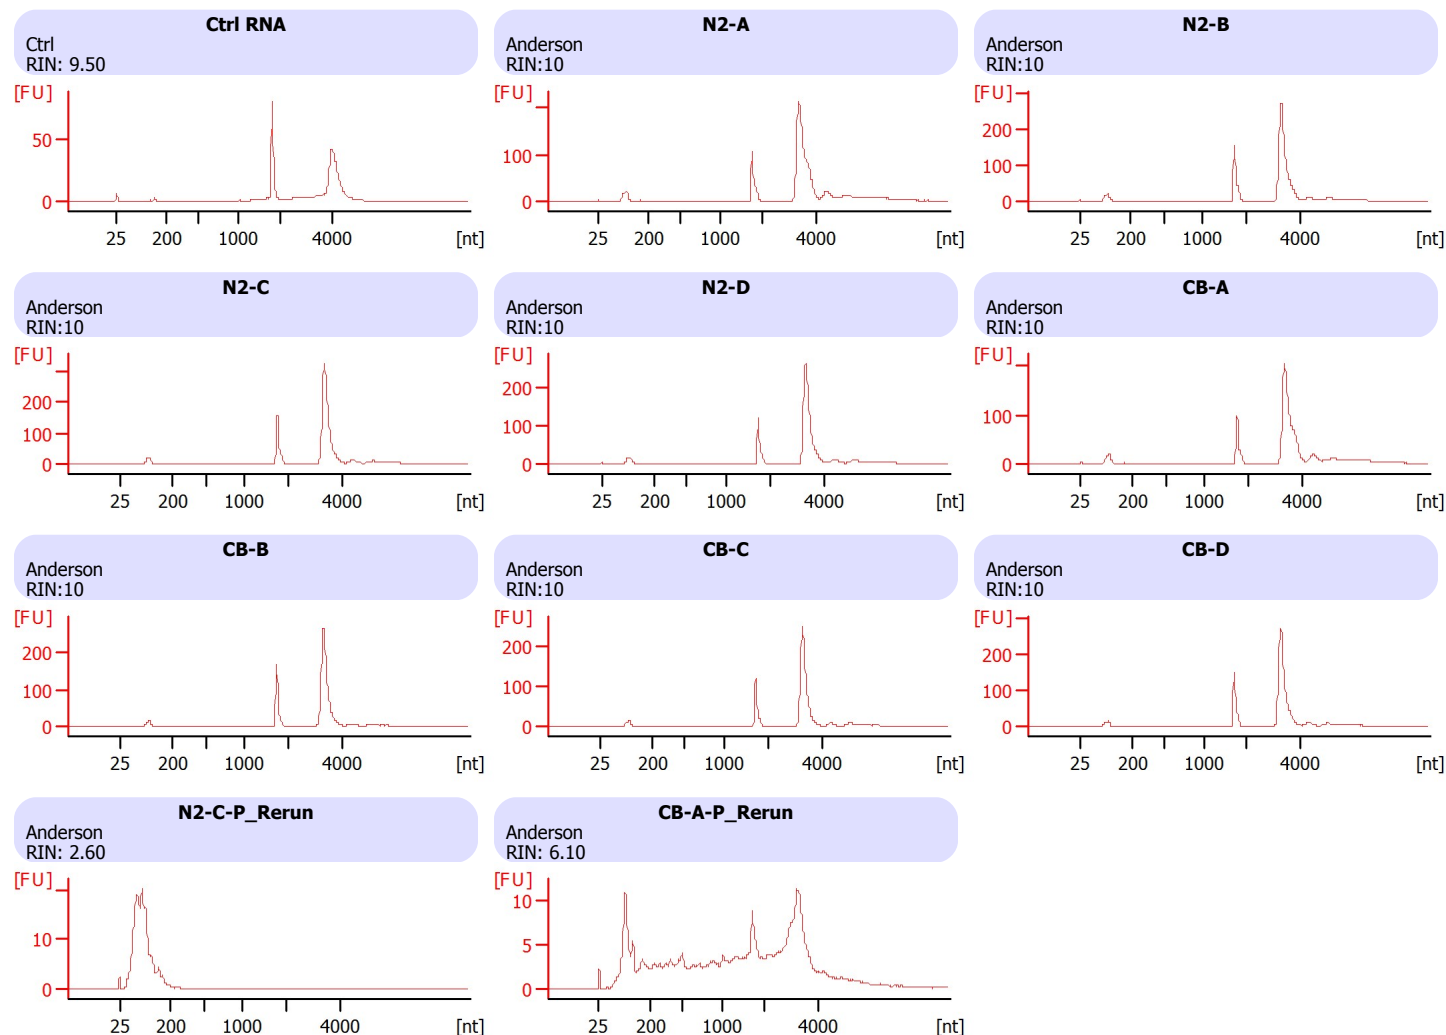 Ctrl RNA
Ctrl
RIN: 9.50
[FU]
50
0
25 200 1000 4000 [nt]
N2-A
Anderson
RIN:10
[FU]
100
0
25 200 1000 4000 [nt]
N2-B
Anderson
RIN:10
[FU]
200
100
0
25 200 1000 4000 [nt]
N2-C
Anderson
RIN:10
[FU]
200
100
0
25 200 1000 4000 [nt]
N2-D
Anderson
RIN:10
[FU]
200
100
0
25 200 1000 4000 [nt]
CB-A
Anderson
RIN:10
[FU]
100
0
25 200 1000 4000 [nt]
CB-B
Anderson
RIN:10
[FU]
200
100
0
25 200 1000 4000 [nt]
CB-C
Anderson
RIN:10
[FU]
200
100
0
25 200 1000 4000 [nt]
CB-D
Anderson
RIN:10
[FU]
200
100
0
25 200 1000 4000 [nt]
N2-C-P_Rerun
Anderson
RIN: 2.60
[FU]
10
0
25 200 1000 4000 [nt]
CB-A-P_Rerun
Anderson
RIN: 6.10
[FU]
10
5
0
25 200 1000 4000 [nt]